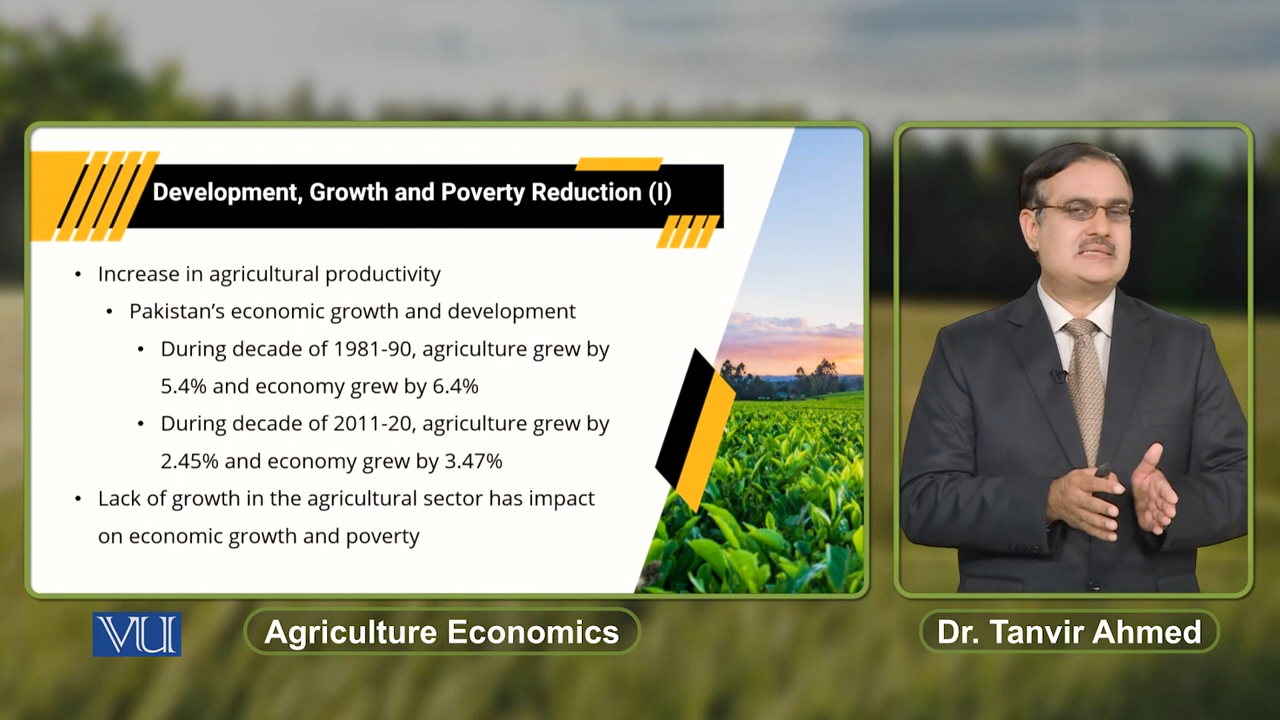 Development, Growth and Poverty Reduction (I)
• Increase in agricultural productivity
• Pakistan’s economic growth and development
• During decade of 1981-90, agriculture grew by
5.4% and economy grew by 6.4%
• During decade of 2011-20, agriculture grew by
2.45% and economy grew by 3.47%
• Lack of growth in the agricultural sector has impact
on economic growth and poverty
VU
Agriculture Economics
Dr. Tanvir Ahmed